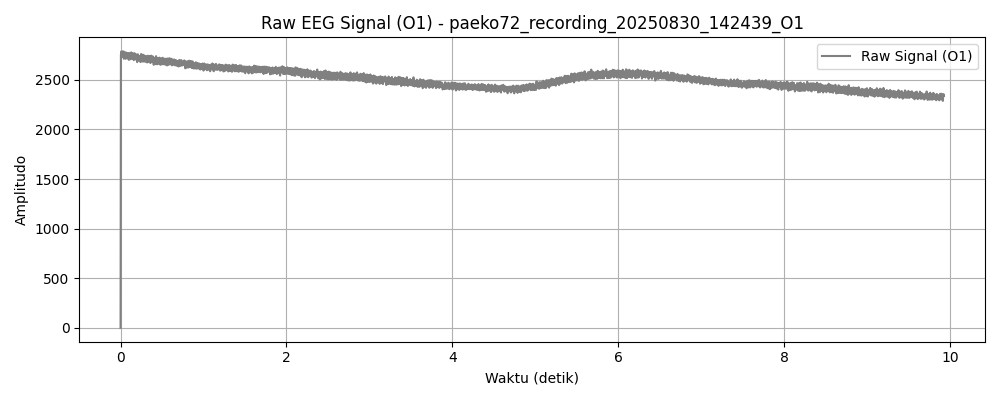 Raw EEG Signal (O1) - paeko72_recording_20250830_142439_O1
Raw Signal (O1)
Amplitudo
2500
2000
1500
1000
500
0
0 2 4 6 8 10
Waktu (detik)